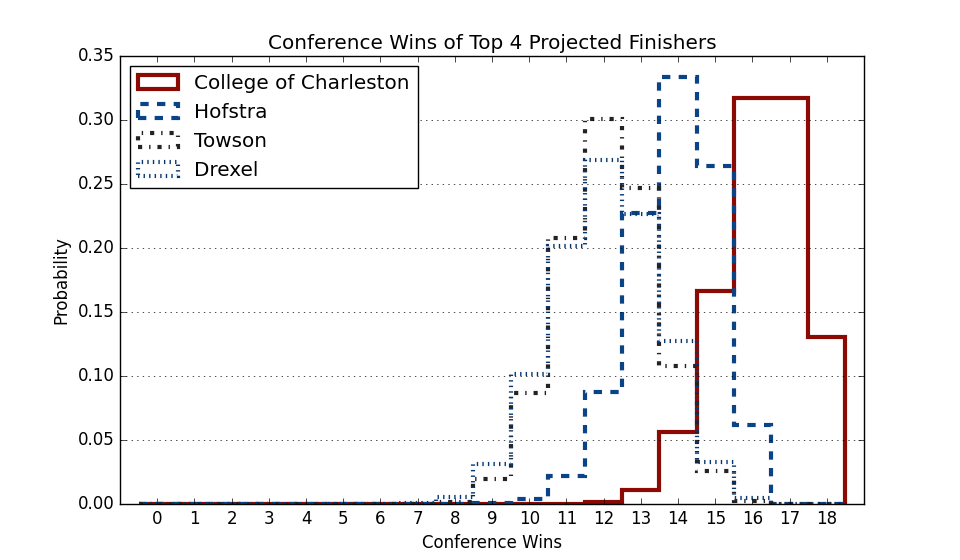 Conference Wins of Top 4 Projected Finishers
0.35
0.30
0.25
0.20
0.15
0.10
0.05
0.00
Probability
College of Charleston
Hofstra
Towson
Drexel
0 1 2 3 4 5 6 7 8 9 10 11 12 13 14 15 16 17 18
Conference Wins